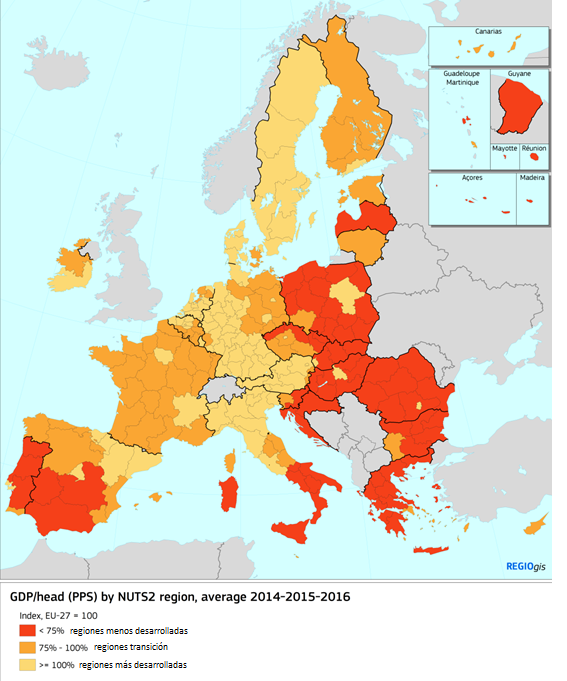 Canarias
Guadeloupe
Martinique
Guyane
Mayotte
Réunion
Açores
Madeira
REGIOgis
GDP/head (PPS) by NUTS2 region, average 2014-2015-2016
Index, EU-27 = 100
< 75% regiones menos desarrolladas
75% - 100% regiones transición
>= 100% regiones más desarrolladas